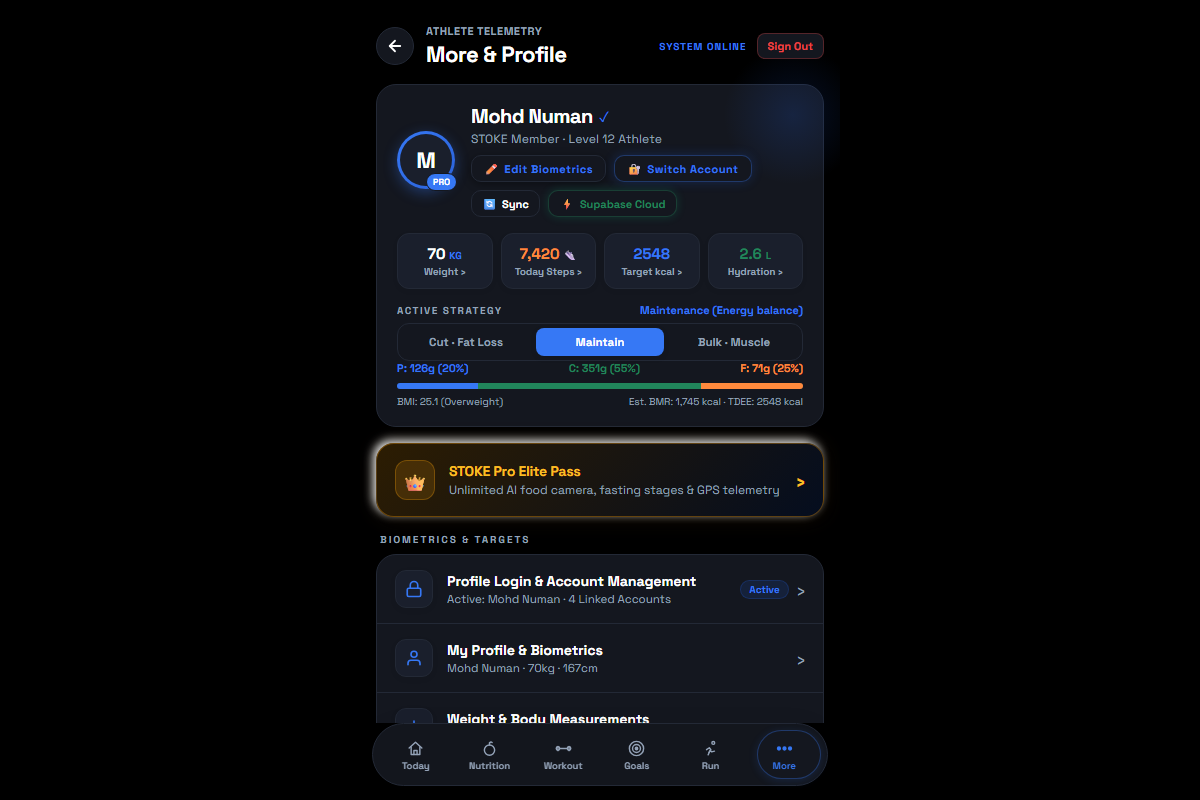 ATHLETE TELEMETRY
More & Profile
SYSTEM ONLINE
Sign Out
Mohd Numan ✓
STOKE Member · Level 12 Athlete
M
PRO
Edit Biometrics
Switch Account
Sync
Supabase Cloud
70 KG
Weight >
7,420
Today Steps >
2548
Target kcal >
2.6 L
Hydration >
ACTIVE STRATEGY
Maintenance (Energy balance)
Cut · Fat Loss
Maintain
Bulk · Muscle
P: 126g (20%)
C: 351g (55%)
F: 71g (25%)
BMI: 25.1 (Overweight)
Est. BMR: 1,745 kcal · TDEE: 2548 kcal
STOKE Pro Elite Pass
Unlimited AI food camera, fasting stages & GPS telemetry
>
BIOMETRICS & TARGETS
Profile Login & Account Management
Active: Mohd Numan · 4 Linked Accounts
Active
>
My Profile & Biometrics
Mohd Numan · 70kg · 167cm
>
Weight & Body Measurements
Today
Nutrition
Workout
Goals
Run
More